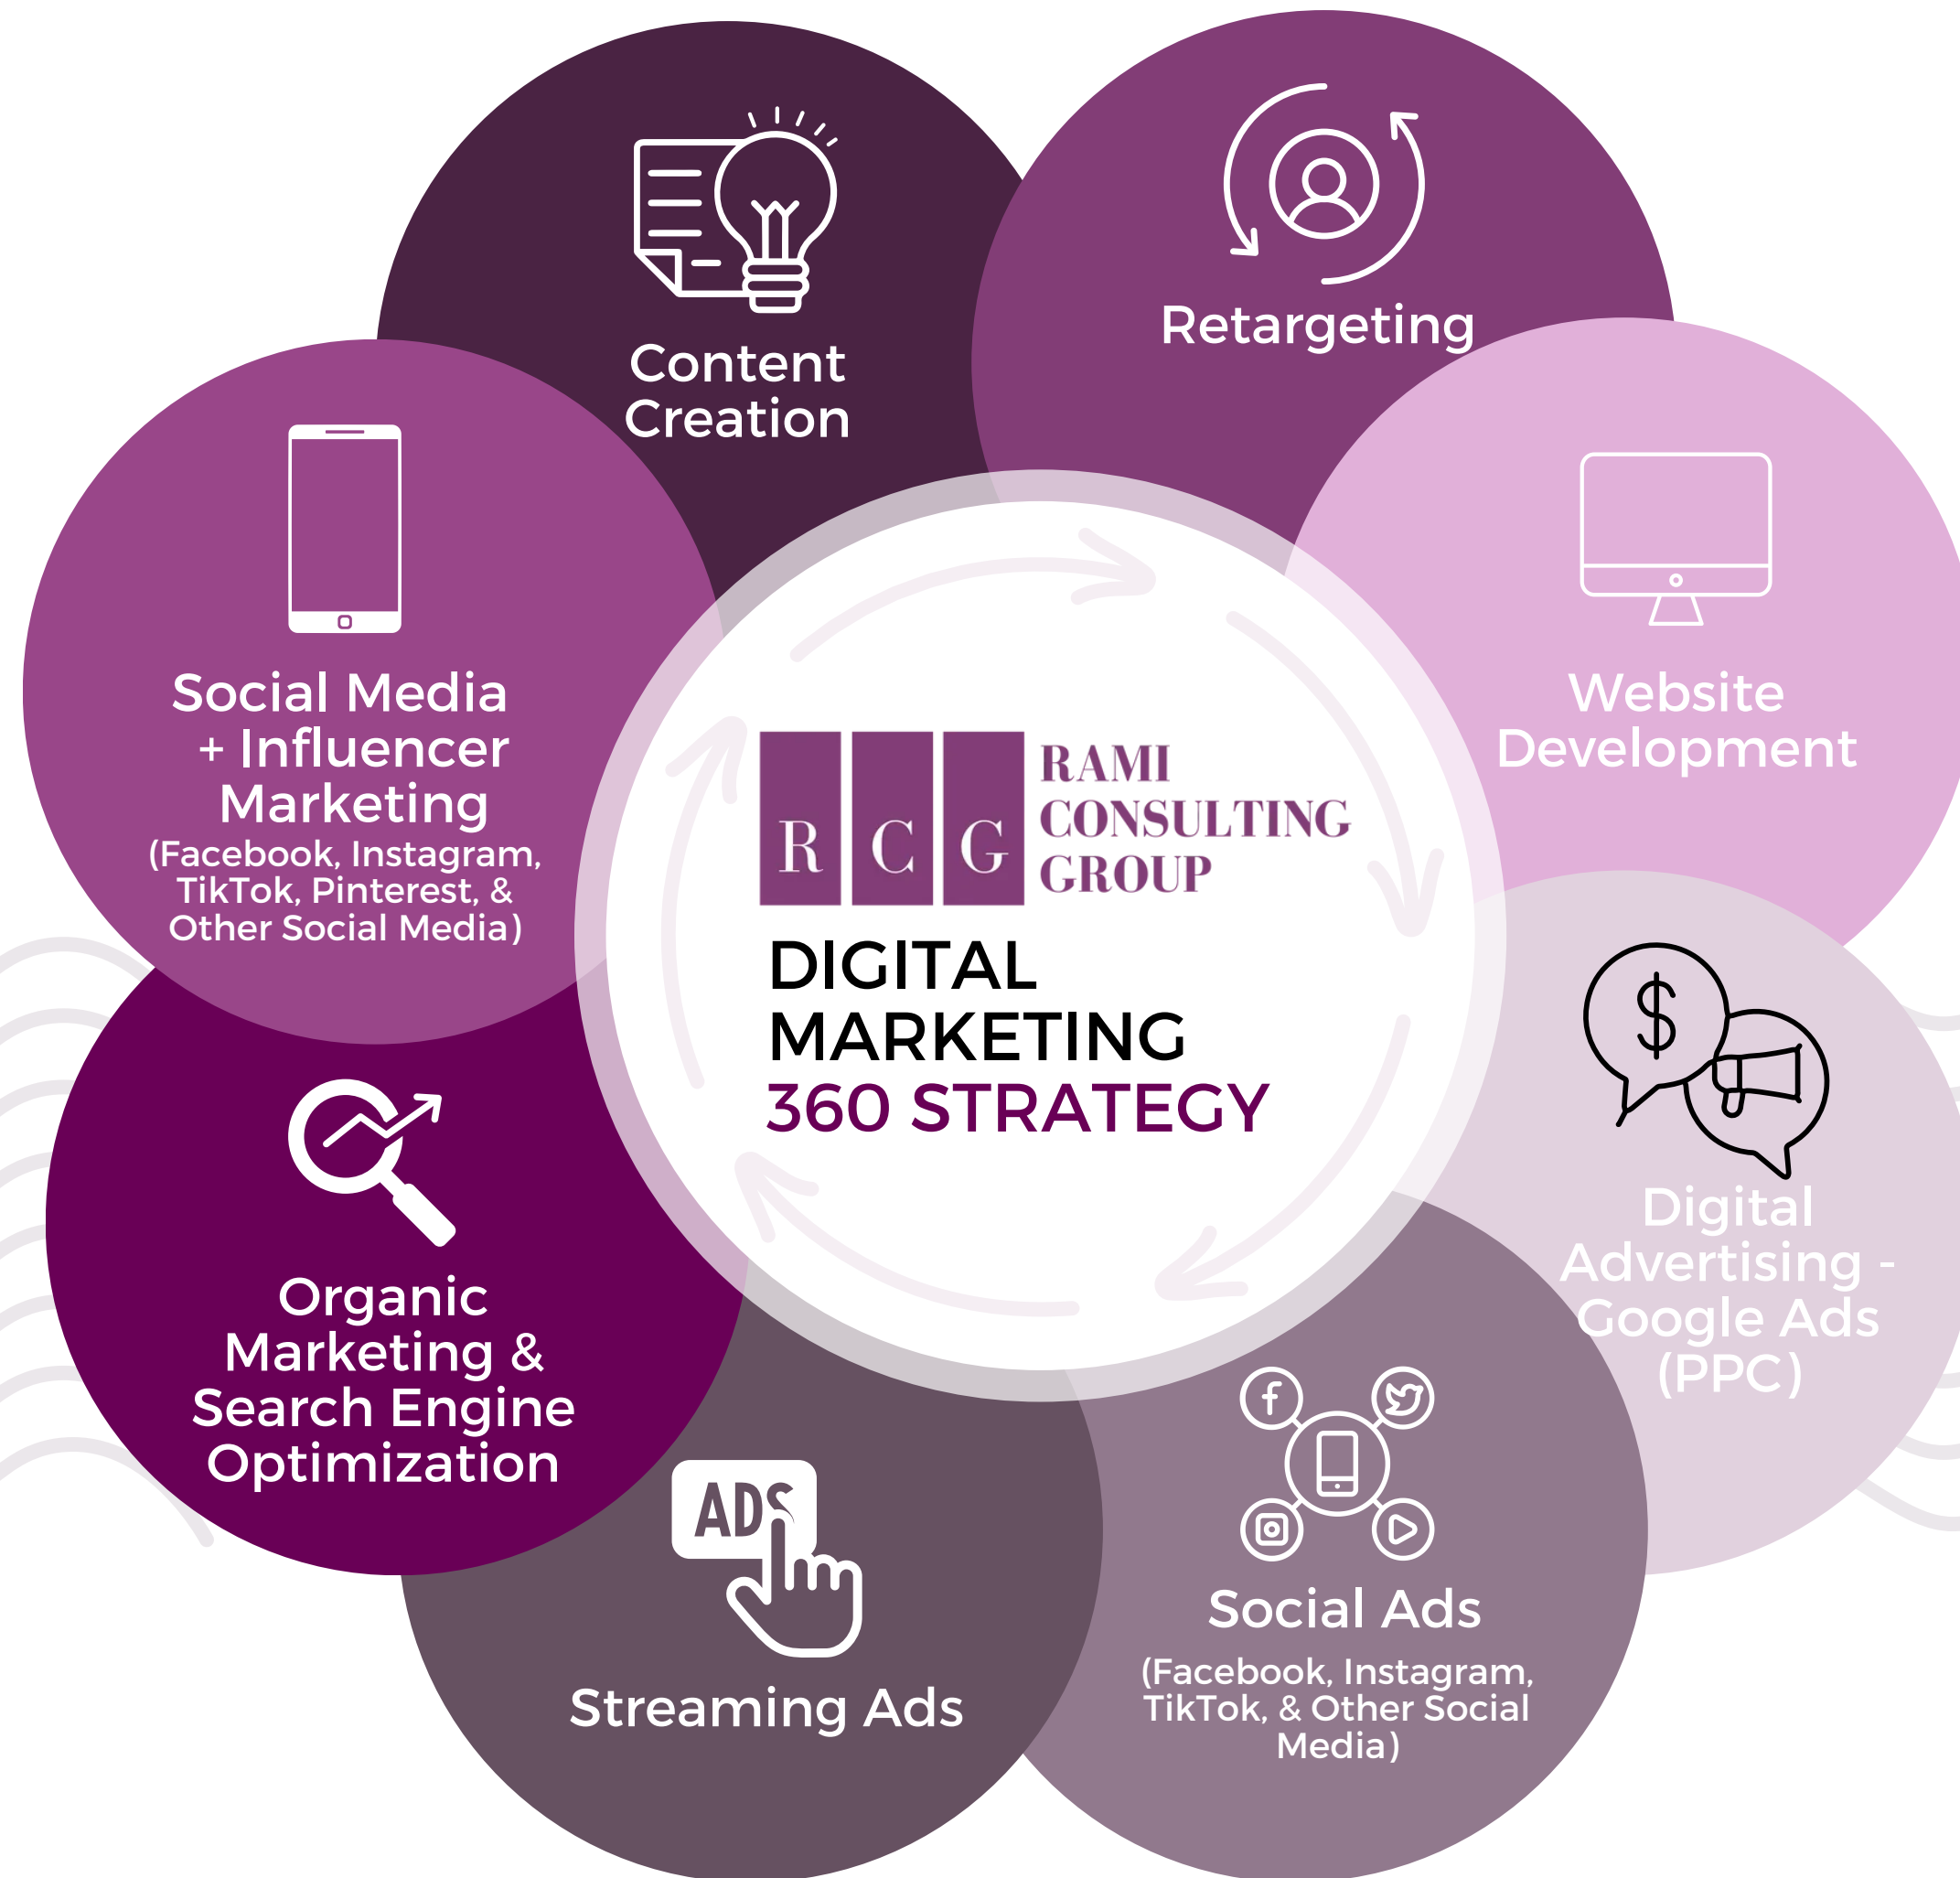 Content
Creation
Retargeting
Website
Development
Digital
Advertising -
Google Ads
(PPC)
Social Ads
(Facebook, Instagram,
TikTok, & Other Social
Media)
ADS
Streaming Ads
Organic
Marketing &
Search Engine
Optimization
Social Media
+ Influencer
Marketing
(Facebook, Instagram,
TikTok, Pinterest, &
Other Social Media)
R C G
RAMI
CONSULTING
GROUP
DIGITAL
MARKETING
360 STRATEGY